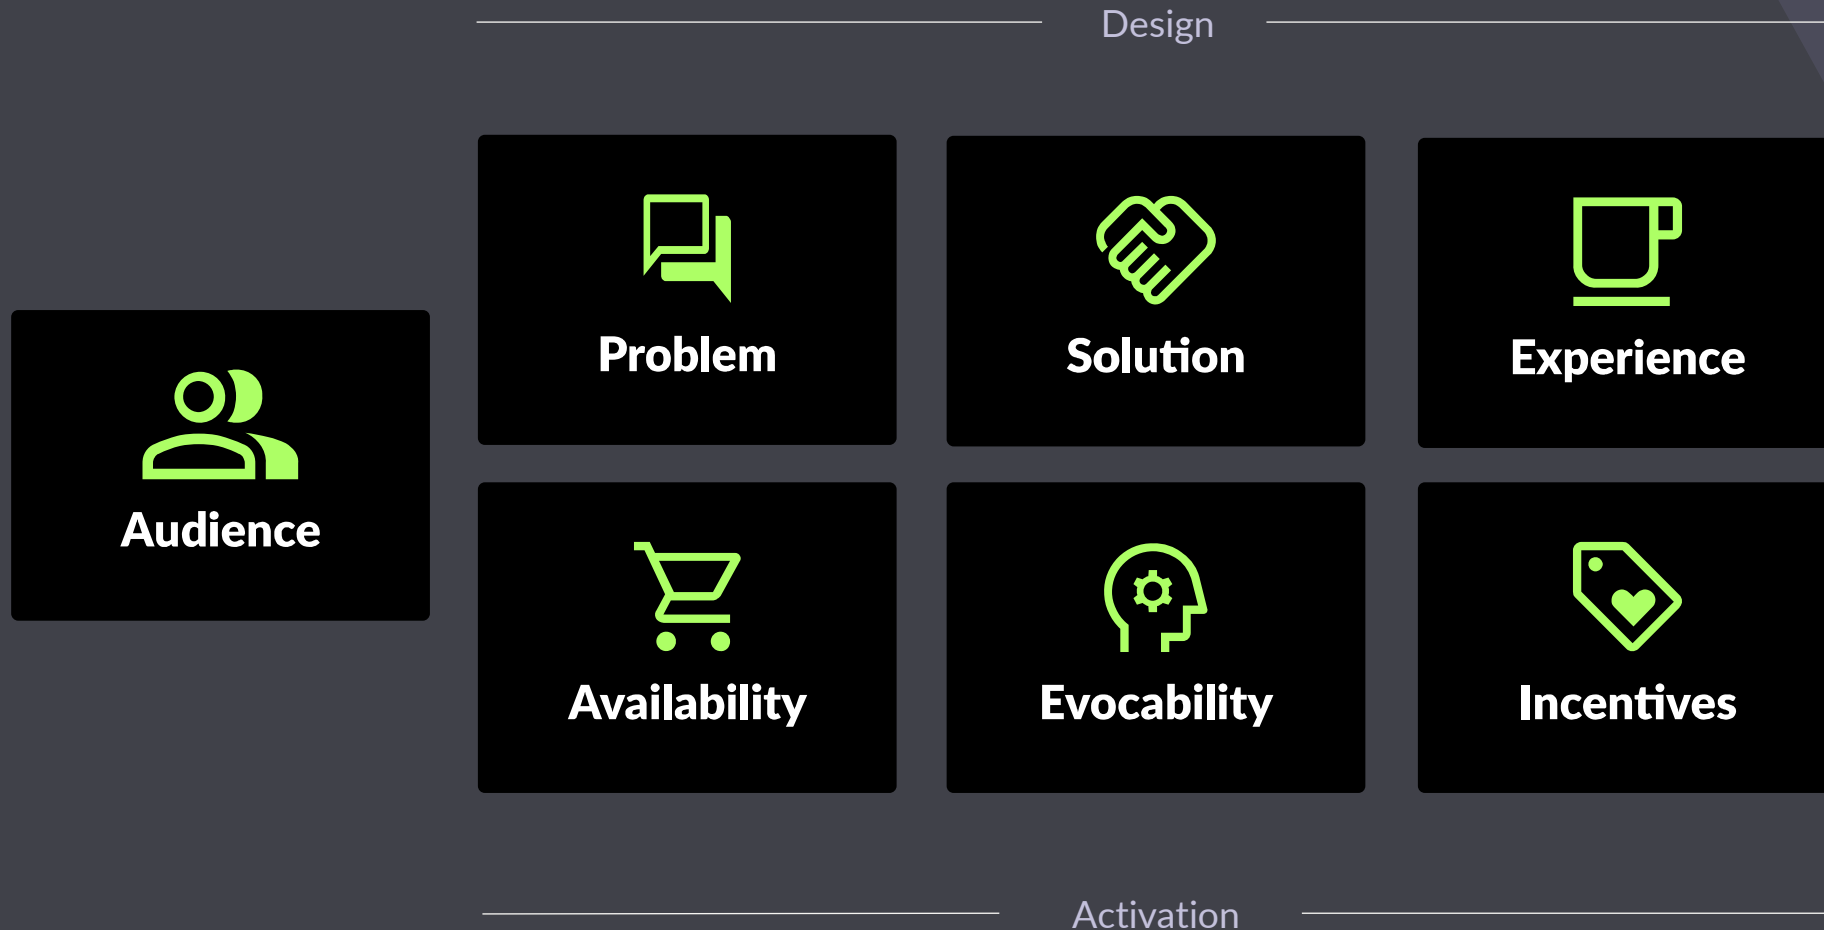 Design
Problem
Solution
Experience
Audience
Availability
Evocability
Incentives
Activation